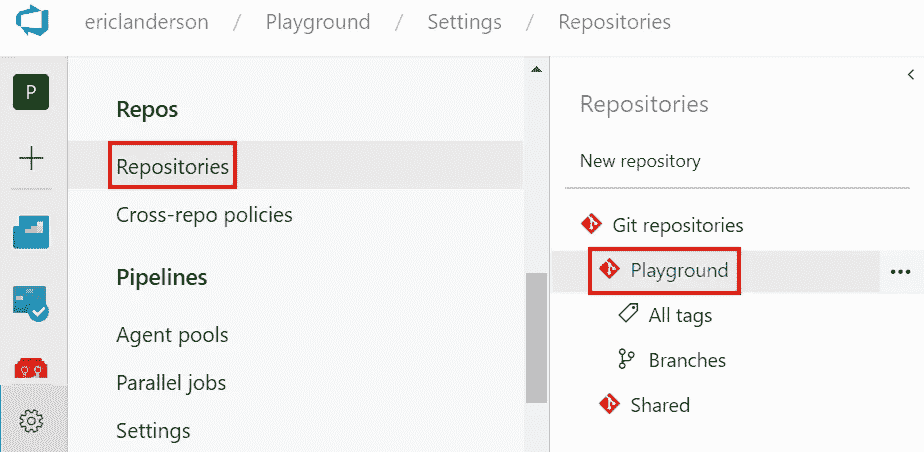 ericlanderson / Playground / Settings / Repositories
P
Repos
Repositories
Cross-repo policies
Pipelines
Agent pools
Parallel jobs
Settings
Repositories
New repository
Git repositories
Playground
All tags
Branches
Shared